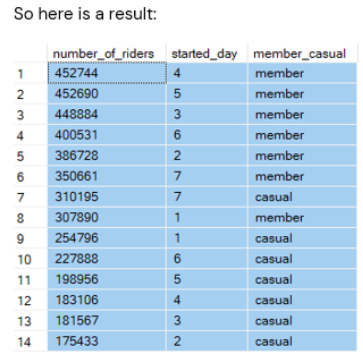 So here is a result:
number_of_riders started_day member_casual
1 452744 4 member
2 452690 5 member
3 448884 3 member
4 400531 6 member
5 386728 2 member
6 350661 7 member
7 310195 7 casual
8 307890 1 member
9 254796 1 casual
10 227888 6 casual
11 198956 5 casual
12 183106 4 casual
13 181567 3 casual
14 175433 2 casual